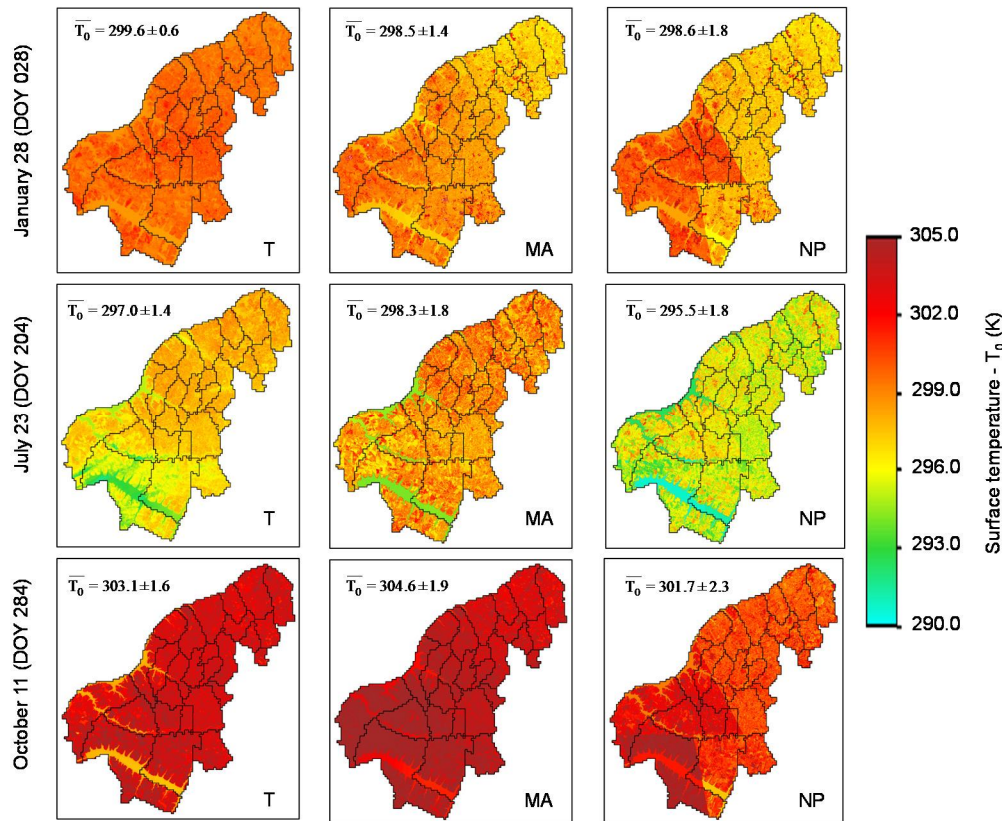 January 28 (DOY 028)
T̅₀ = 299.6 ± 0.6
T
T̅₀ = 298.5±1.4
MA
T̅₀ = 298.6±1.8
NP
July 23 (DOY 204)
T̅₀ = 297.0 ±1.4
T
T̅₀ = 298.3±1.8
MA
T̅₀ = 295.5±1.8
NP
October 11 (DOY 284)
T̅₀ = 303.1±1.6
T
T̅₀ = 304.6±1.9
MA
T̅₀ = 301.7±2.3
NP
305.0
302.0
299.0
296.0
293.0
290.0
Surface temperature - T₀ (K)